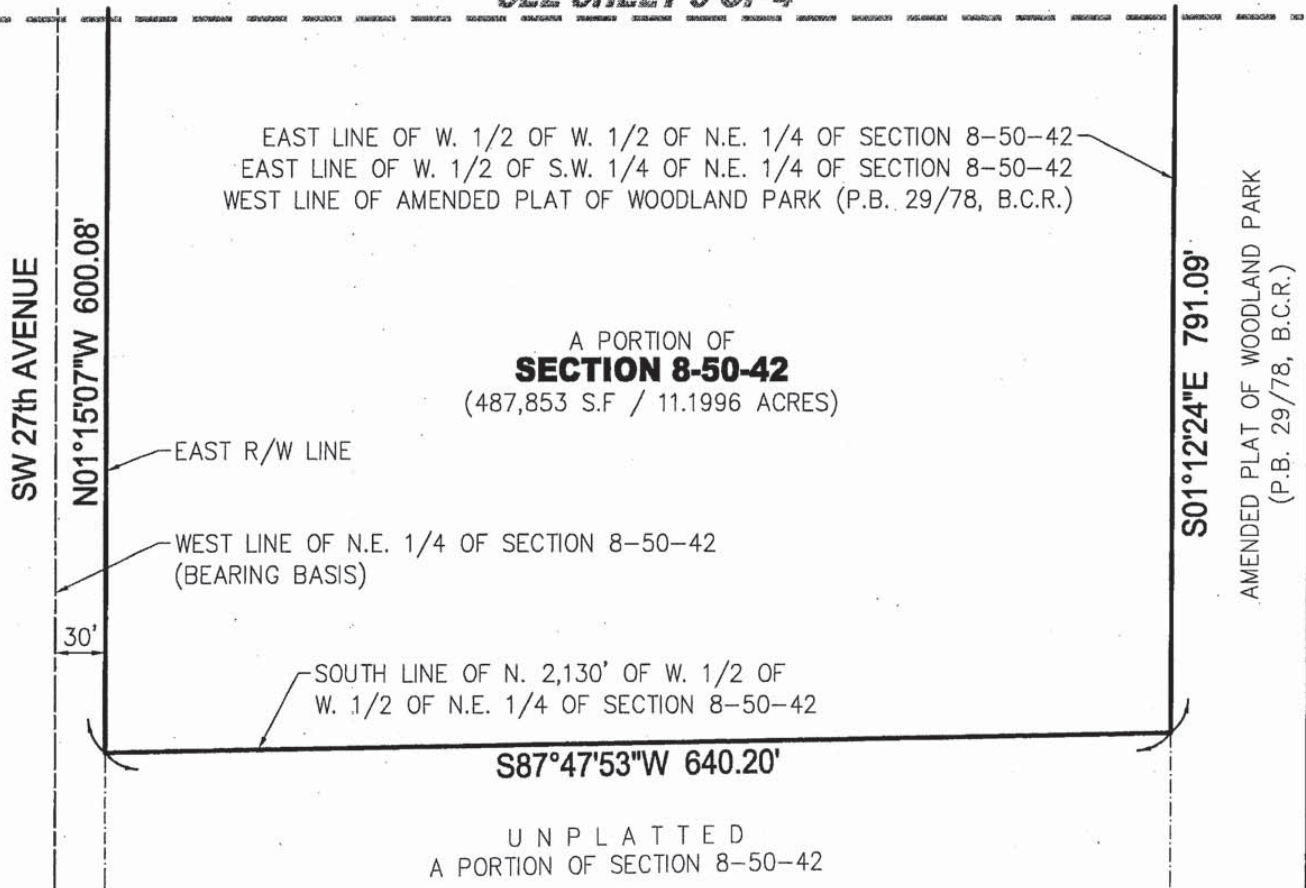 EAST LINE OF W. 1/2 OF W. 1/2 OF N.E. 1/4 OF SECTION 8-50-42
EAST LINE OF W. 1/2 OF S.W. 1/4 OF N.E. 1/4 OF SECTION 8-50-42
WEST LINE OF AMENDED PLAT OF WOODLAND PARK (P.B. 29/78, B.C.R.)
SW 27th AVENUE
N01°15'07"W 600.08'
A PORTION OF
SECTION 8-50-42
(487,853 S.F / 11.1996 ACRES)
S01°12'24"E 791.09'
AMENDED PLAT OF WOODLAND PARK
(P.B. 29/78, B.C.R.)
EAST R/W LINE
WEST LINE OF N.E. 1/4 OF SECTION 8-50-42
(BEARING BASIS)
30'
SOUTH LINE OF N. 2,130' OF W. 1/2 OF
W. 1/2 OF N.E. 1/4 OF SECTION 8-50-42
S87°47'53"W 640.20'
UNPLATTED
A PORTION OF SECTION 8-50-42